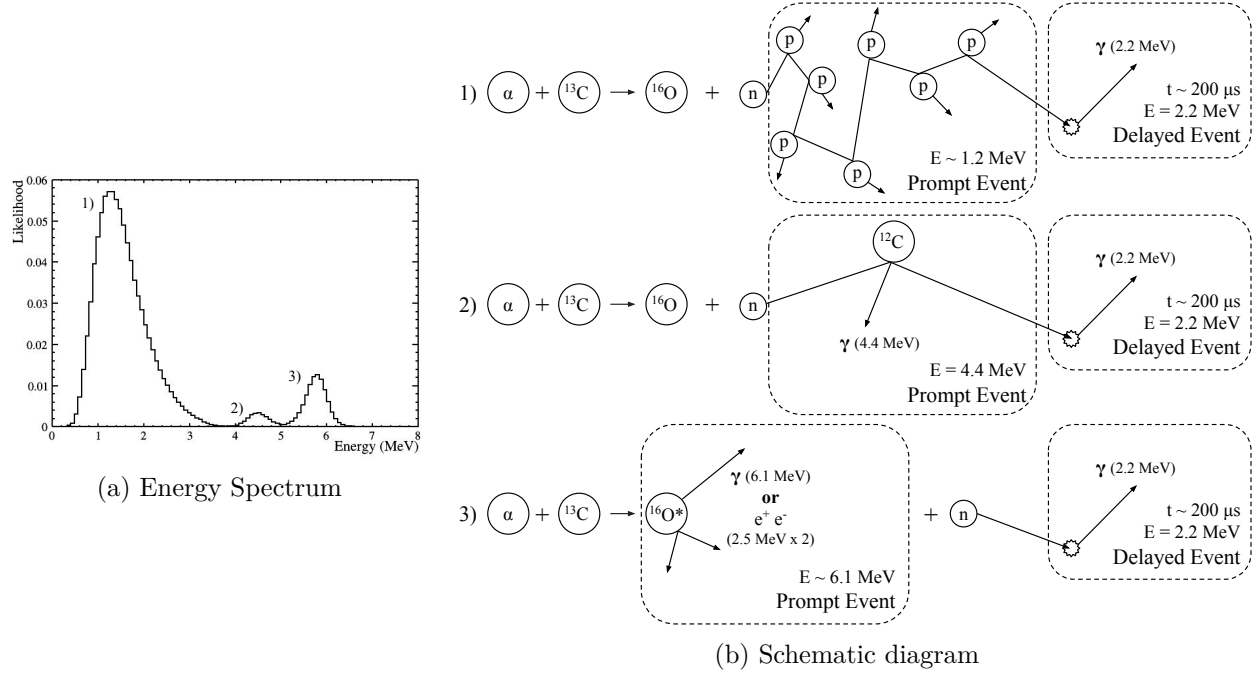 Likelihood
0.06
0.05
0.04
0.03
0.02
0.01
0
1)
2)
3)
0 1 2 3 4 5 6 7 8
Energy (MeV)
(a) Energy Spectrum
1) α + ¹³C → ¹⁶O + n
p p p p p p p p
E ~ 1.2 MeV
Prompt Event
γ (2.2 MeV)
t ~ 200 μs
E = 2.2 MeV
Delayed Event
2) α + ¹³C → ¹⁶O + n
¹²C
γ (4.4 MeV)
E = 4.4 MeV
Prompt Event
γ (2.2 MeV)
t ~ 200 μs
E = 2.2 MeV
Delayed Event
3) α + ¹³C → ¹⁶O* + n
γ (6.1 MeV)
or
e⁺ e⁻
(2.5 MeV x 2)
E ~ 6.1 MeV
Prompt Event
γ (2.2 MeV)
t ~ 200 μs
E = 2.2 MeV
Delayed Event
(b) Schematic diagram